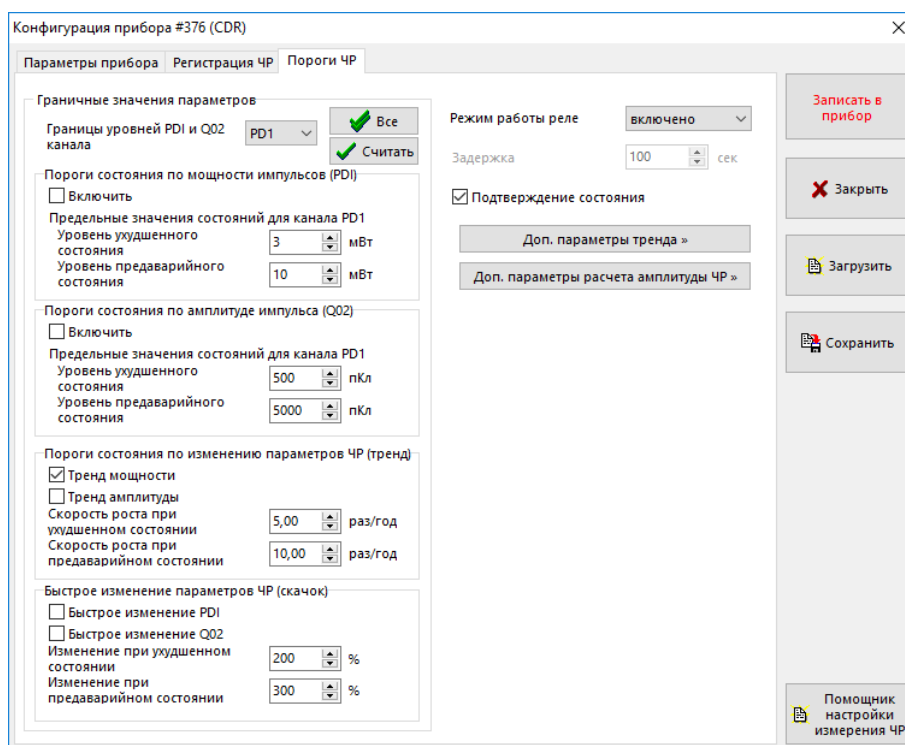 Конфигурация прибора #376 (CDR)
Параметры прибора Регистрация ЧР Пороги ЧР
Граничные значения параметров
Границы уровней PDI и Q02
канала
PD1
Все
Считать
Пороги состояния по мощности импульсов (PDI)
Включить
Предельные значения состояний для канала PD1
Уровень ухудшенного
состояния
3 мВт
Уровень предаварийного
состояния
10 мВт
Пороги состояния по амплитуде импульса (Q02)
Включить
Предельные значения состояний для канала PD1
Уровень ухудшенного
состояния
500 пКл
Уровень предаварийного
состояния
5000 пКл
Пороги состояния по изменению параметров ЧР (тренд)
Тренд мощности
Тренд амплитуды
Скорость роста при
ухудшенном состоянии
5,00 раз/год
Скорость роста при
предаварийном состоянии
10,00 раз/год
Быстрое изменение параметров ЧР (скачок)
Быстрое изменение PDI
Быстрое изменение Q02
Изменение при ухудшенном
состоянии
200 %
Изменение при
предаварийном состоянии
300 %
Режим работы реле включено
Задержка 100 сек
Подтверждение состояния
Доп. параметры тренда »
Доп. параметры расчета амплитуды ЧР »
Записать в
прибор
Закрыть
Загрузить
Сохранить
Помощник
настройки
измерения ЧР